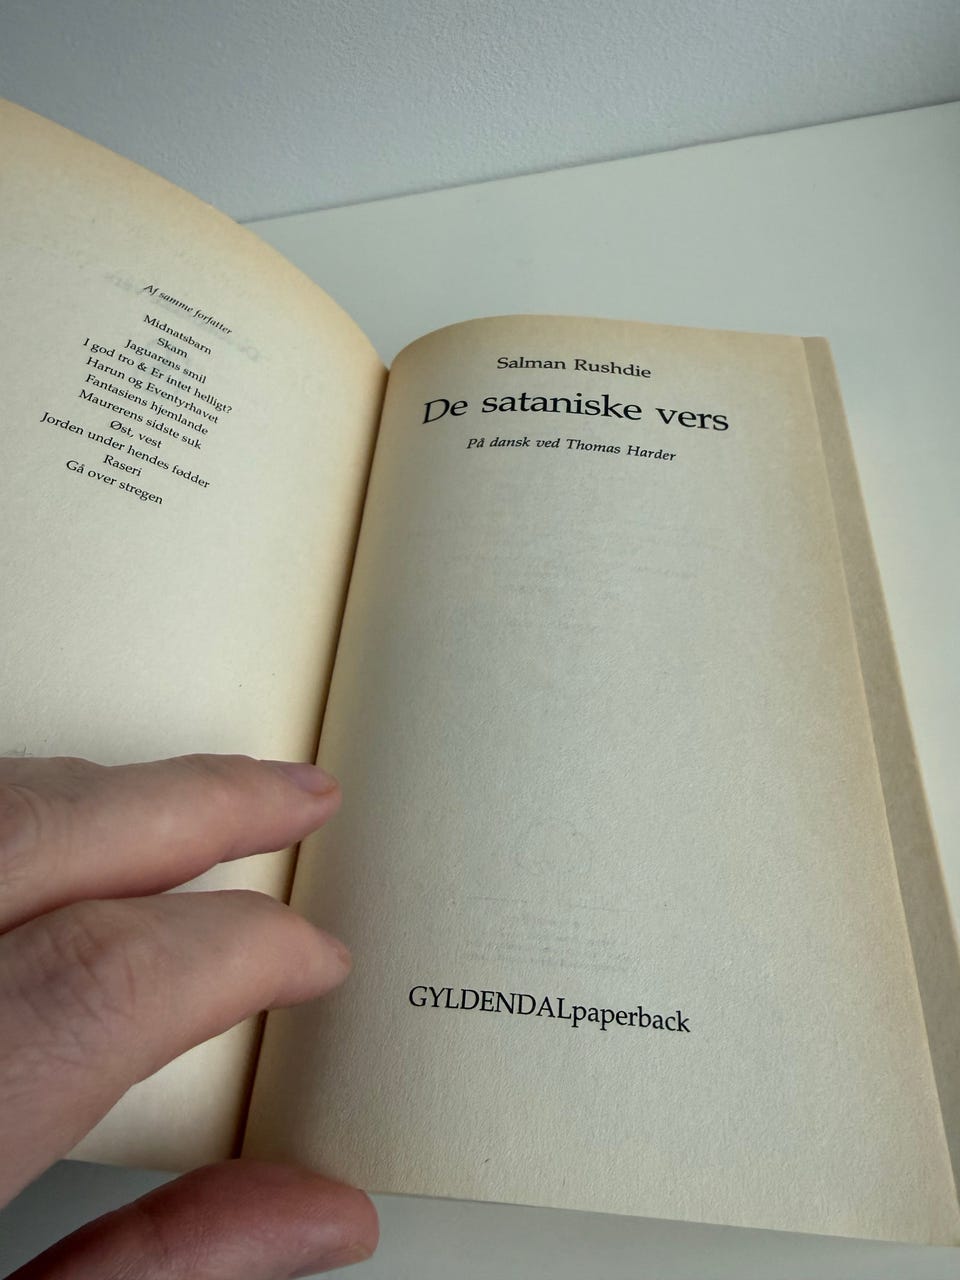 Af samme forfatter
Midnatsbarn
Skam
Jaguarens smil
I god tro & Er intet helligt?
Harun og Eventyrhavet
Fantasiens hjemlande
Maurerens sidste suk
Øst, vest
Jorden under hendes fødder
Raseri
Gå over stregen
Salman Rushdie
De sataniske vers
På dansk ved Thomas Harder
GYLDENDALpaperback